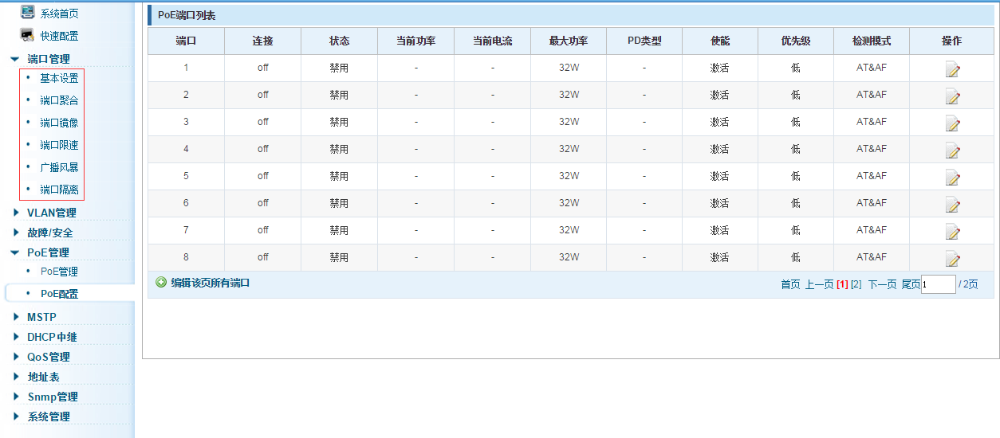 系统首页
快速配置
端口管理
基本设置
端口聚合
端口镜像
端口限速
广播风暴
端口隔离
VLAN管理
故障/安全
PoE管理
PoE管理
PoE配置
MSTP
DHCP中继
QoS管理
地址表
Snmp管理
系统管理
PoE端口列表
端口 连接 状态 当前功率 当前电流 最大功率 PD类型 使能 优先级 检测模式 操作
1 off 禁用 - - 32W - 激活 低 AT&AF
2 off 禁用 - - 32W - 激活 低 AT&AF
3 off 禁用 - - 32W - 激活 低 AT&AF
4 off 禁用 - - 32W - 激活 低 AT&AF
5 off 禁用 - - 32W - 激活 低 AT&AF
6 off 禁用 - - 32W - 激活 低 AT&AF
7 off 禁用 - - 32W - 激活 低 AT&AF
8 off 禁用 - - 32W - 激活 低 AT&AF
编辑该页所有端口 首页 上一页 [1] [2] 下一页 尾页 1 / 2页